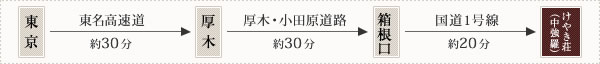 東京
東名高速道
約30分
厚木
厚木・小田原道路
約30分
箱根口
国道1号線
約20分
けやき荘
（中強羅）